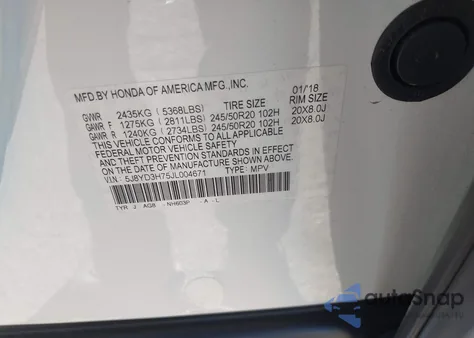 MFD.BY HONDA OF AMERICA MFG.,INC. 01/18
GVWR 2435KG ( 5368LBS) TIRE SIZE RIM SIZE
GAWR F 1275KG ( 2811LBS) 245/50R20 102H 20X8.0J
GAWR R 1240KG ( 2734LBS) 245/50R20 102H 20X8.0J
THIS VEHICLE CONFORMS TO ALL APPLICABLE
FEDERAL MOTOR VEHICLE SAFETY
AND THEFT PREVENTION STANDARDS IN EFFECT
ON THE DATE OF MANUFACTURE SHOWN ABOVE.
V.I.N: 5J8YD3H75JL004671 TYPE: MPV
TYR J AG8 - NH603P - A - L
autoSnap